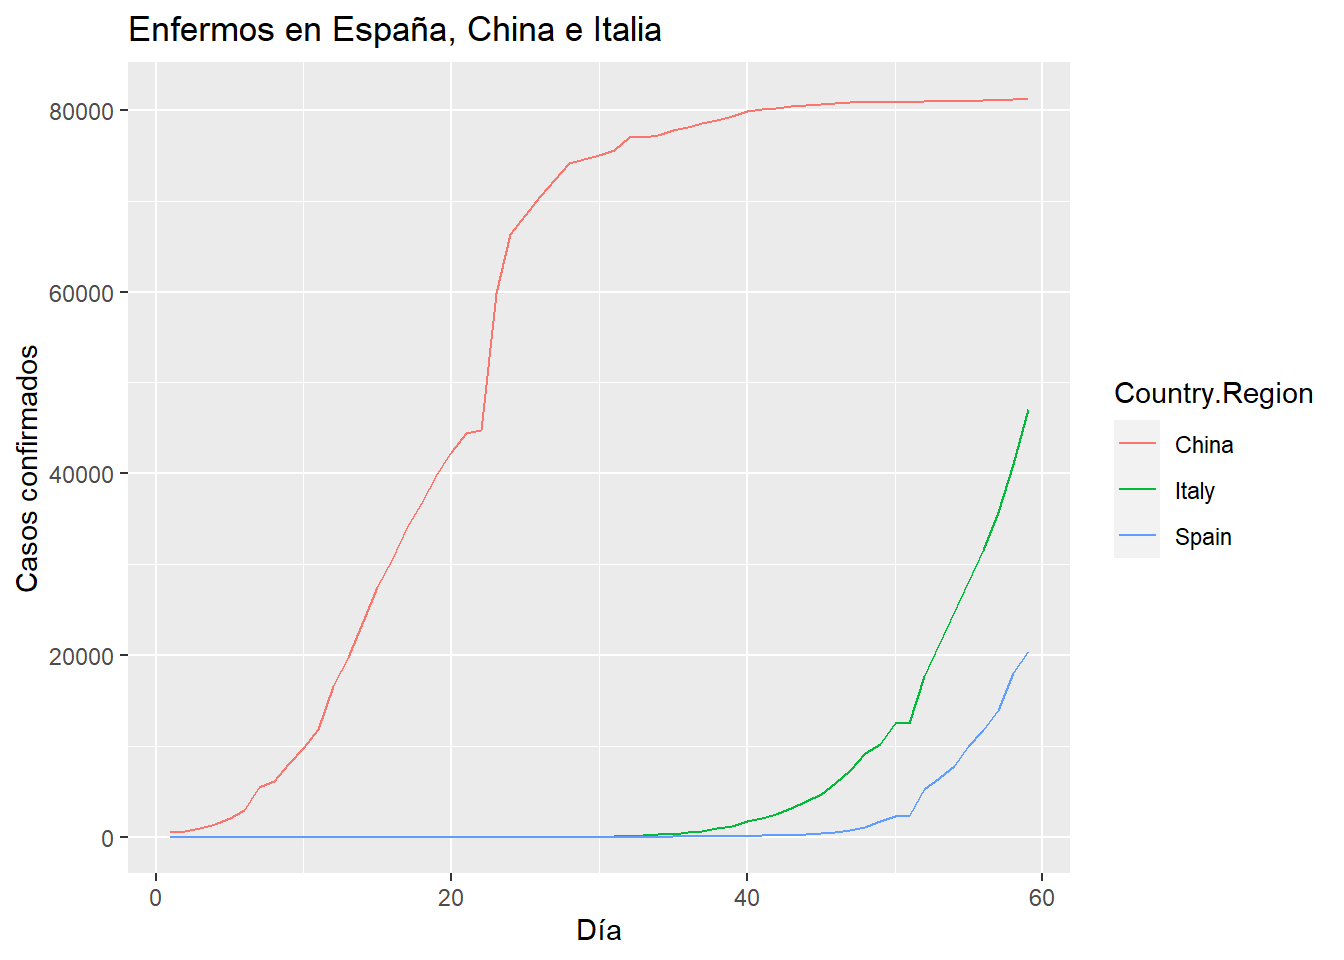 Enfermos en España, China e Italia
80000
60000
40000
20000
0
Casos confirmados
0
20
40
60
Día
Country.Region
China
Italy
Spain